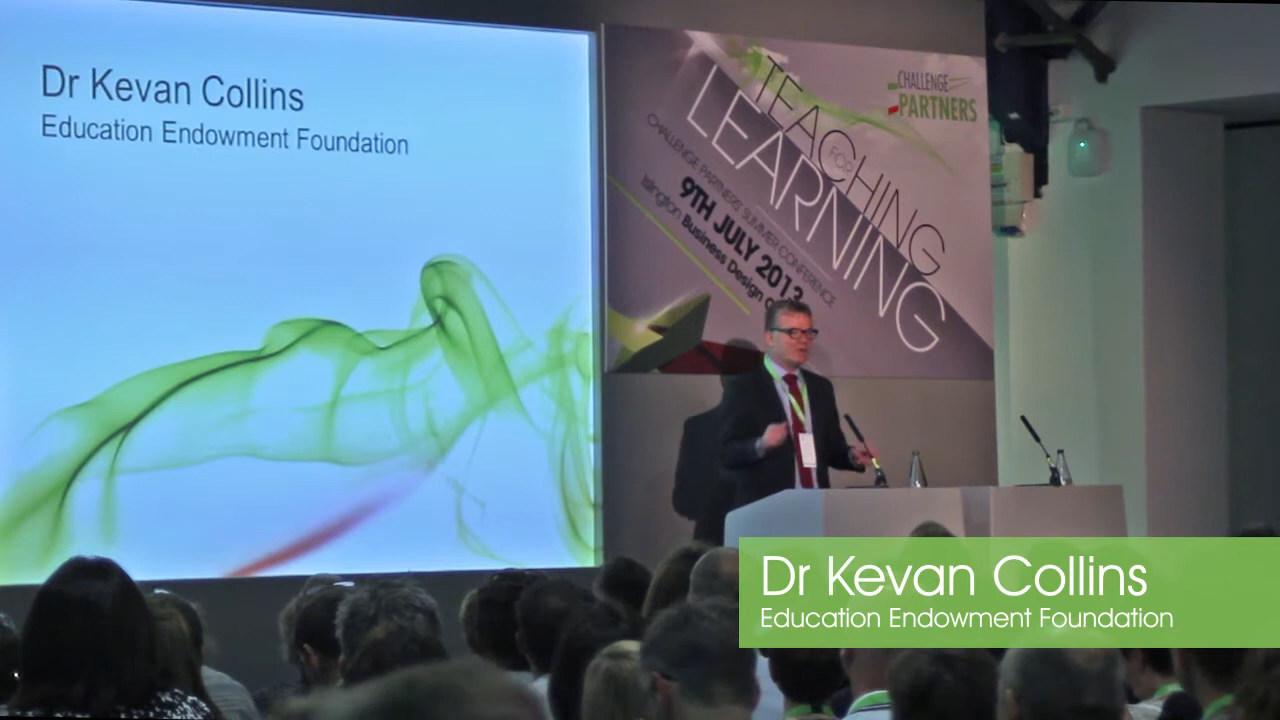 Dr Kevan Collins
Education Endowment Foundation
CHALLENGE
PARTNERS
TEACHING
FOR
LEARNING
CHALLENGE PARTNERS SUMMER CONFERENCE
9TH JULY 2013
Islington Business Design
Dr Kevan Collins
Education Endowment Foundation